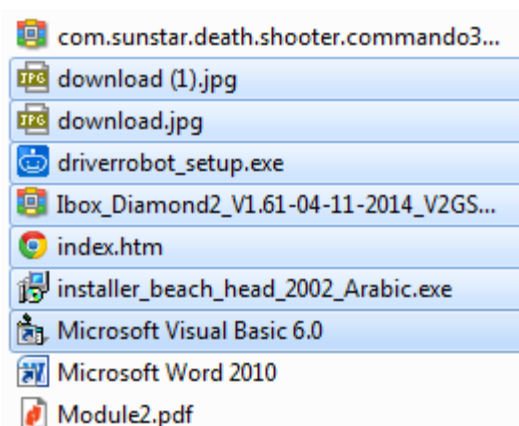 com.sunstar.death.shooter.commando3...
download (1).jpg
download.jpg
driverrobot_setup.exe
Ibox_Diamond2_V1.61-04-11-2014_V2GS...
index.htm
installer_beach_head_2002_Arabic.exe
Microsoft Visual Basic 6.0
Microsoft Word 2010
Module2.pdf